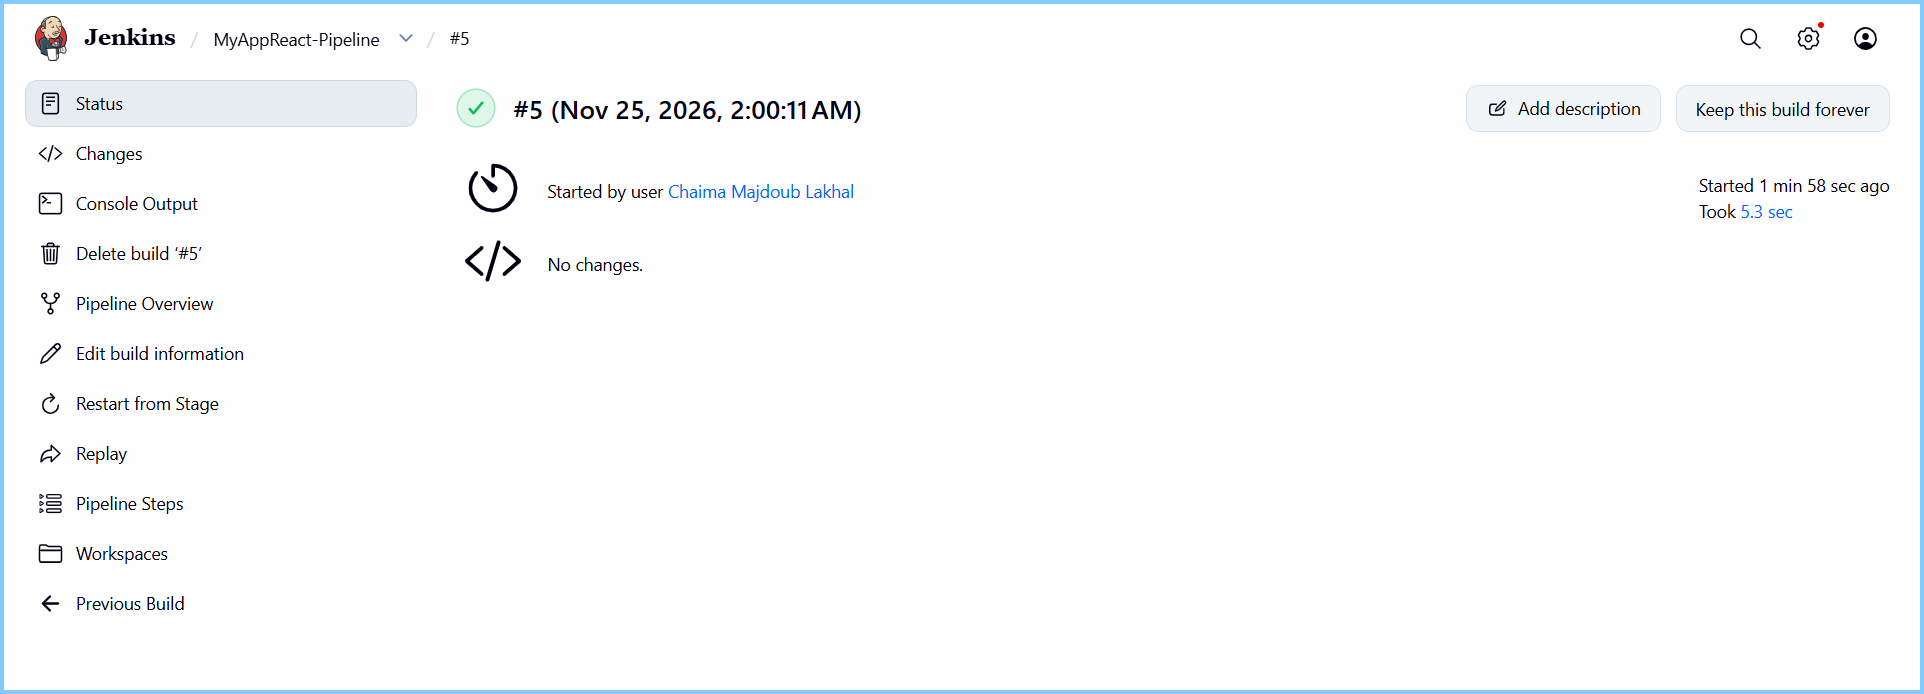 Jenkins / MyAppReact-Pipeline / #5
Status
Changes
Console Output
Delete build ‘#5’
Pipeline Overview
Edit build information
Restart from Stage
Replay
Pipeline Steps
Workspaces
Previous Build
#5 (Nov 25, 2026, 2:00:11 AM)
Add description
Keep this build forever
Started by user Chaima Majdoub Lakhal
No changes.
Started 1 min 58 sec ago
Took 5.3 sec